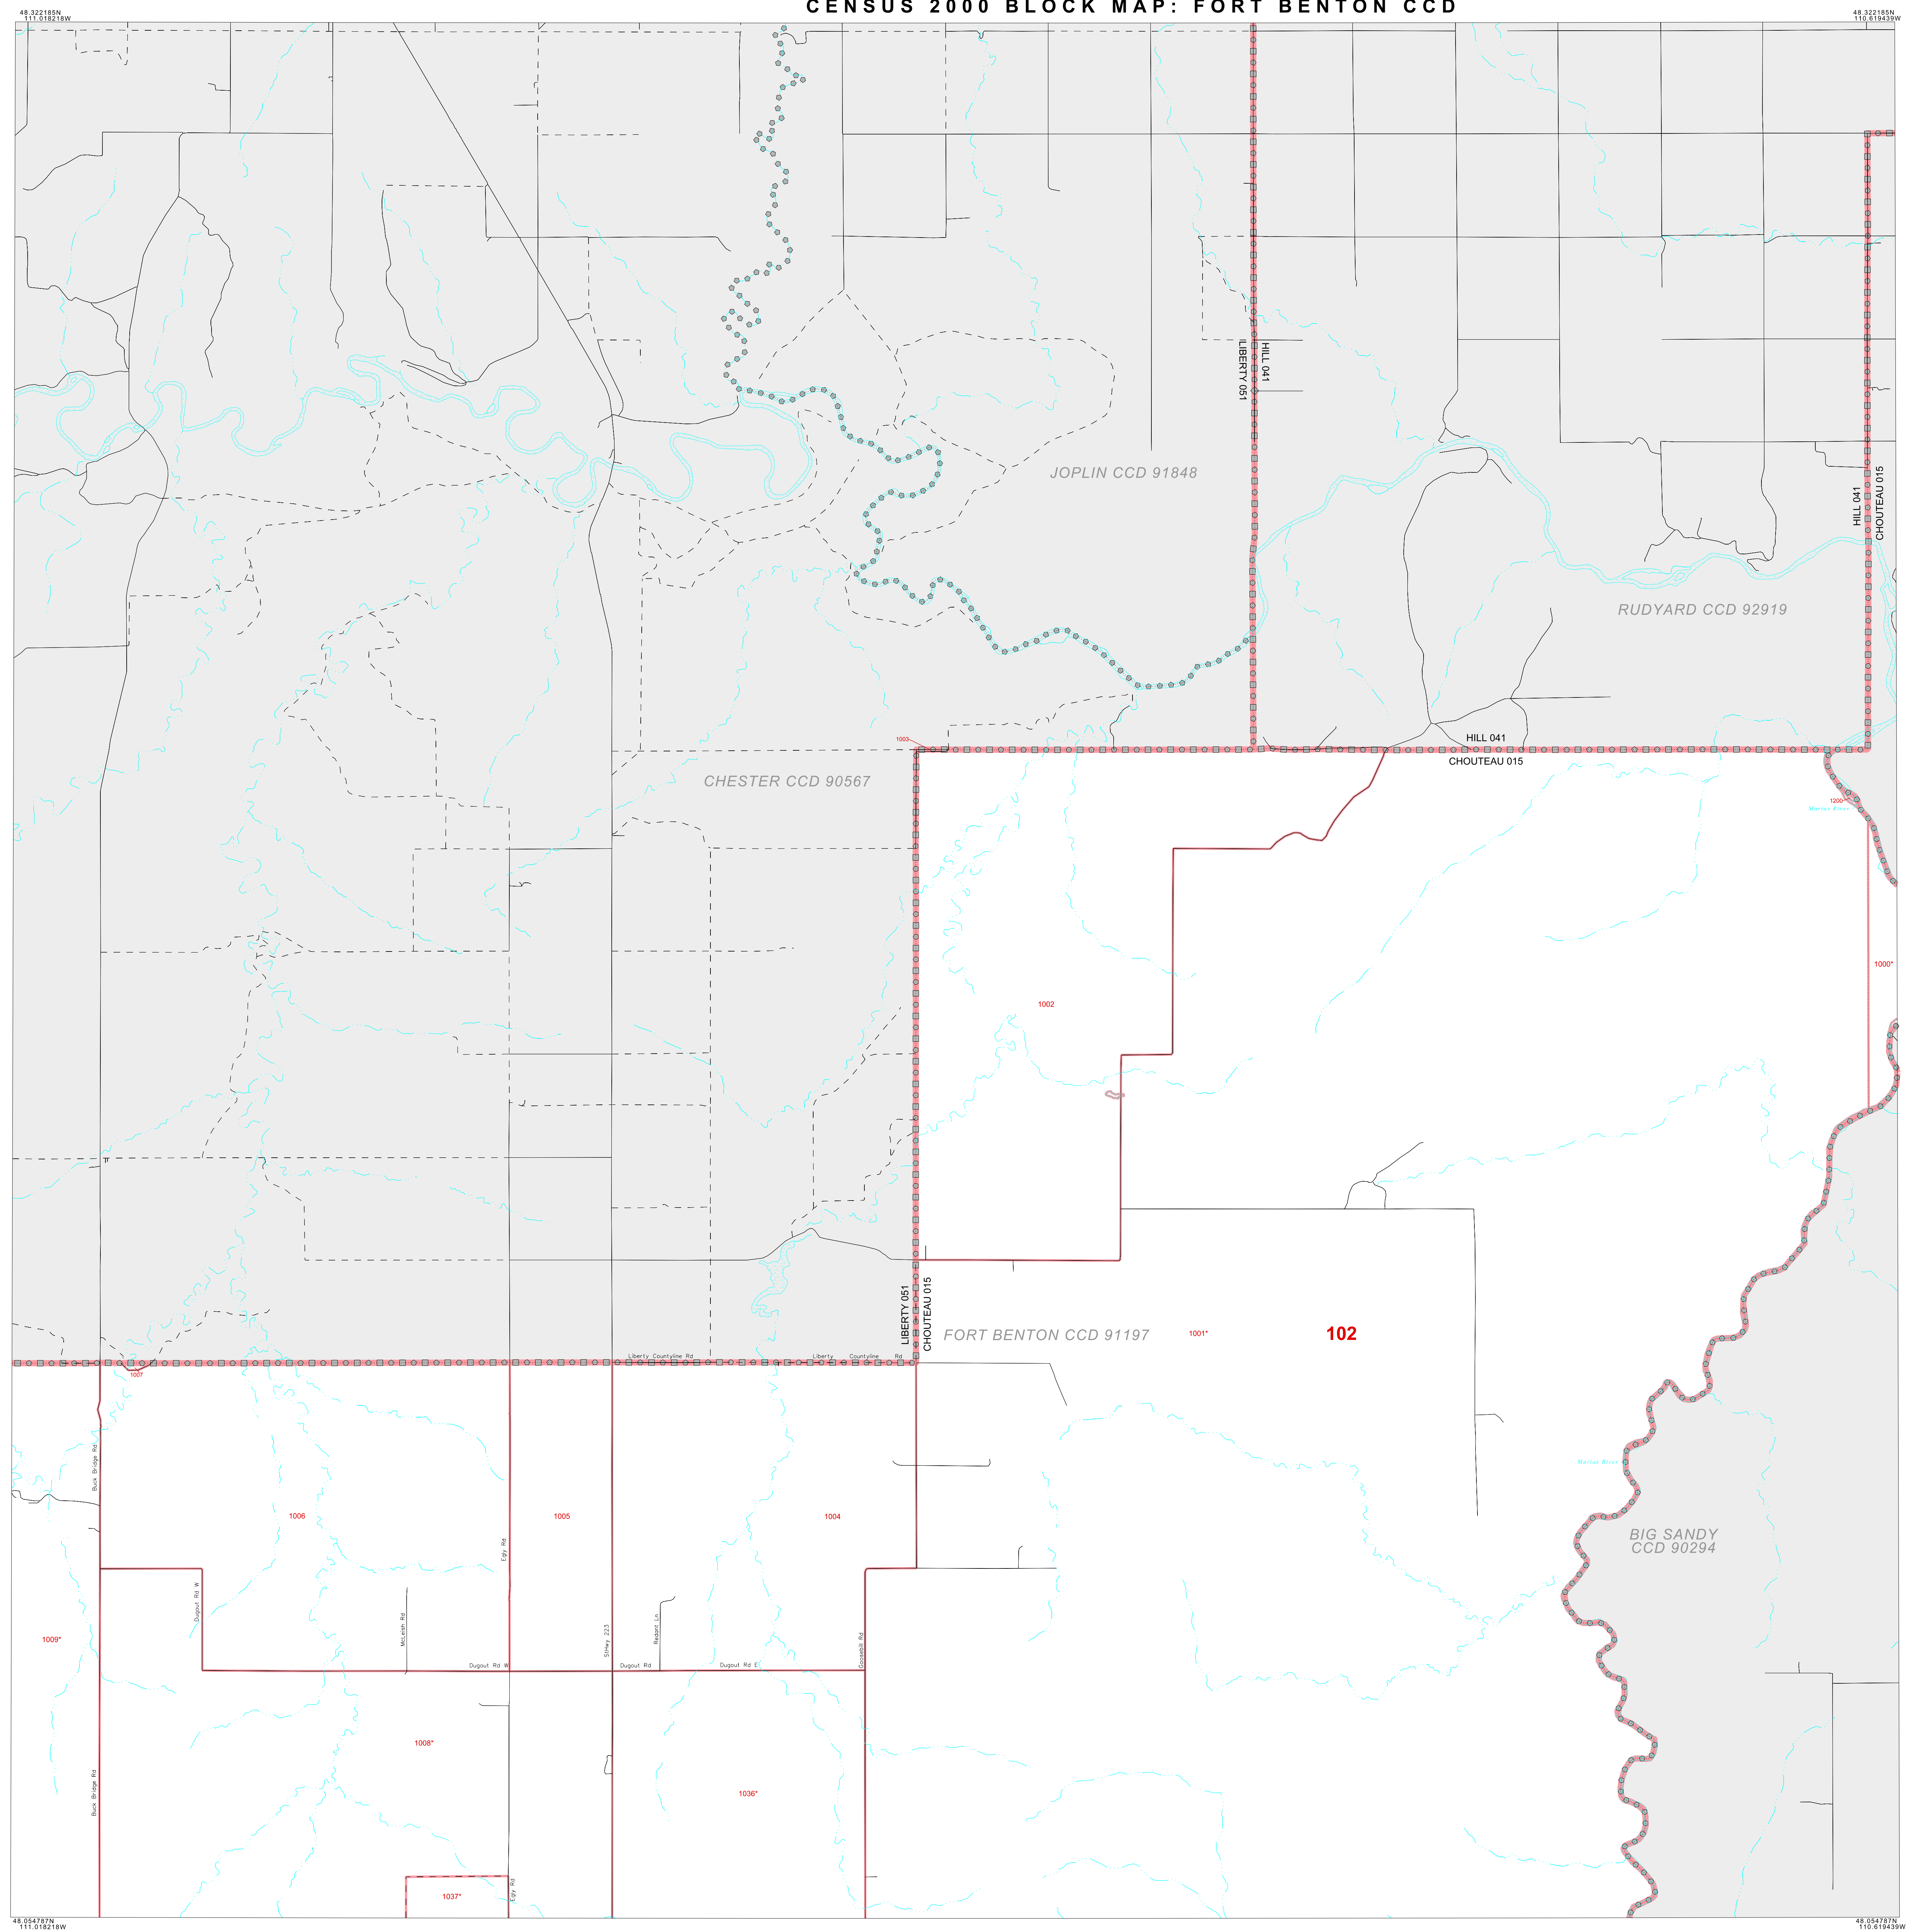 CENSUS 2000 BLOCK MAP: FORT BENTON CCD
48.322185N
111.018218W
48.322185N
110.619439W
LIBERTY 051
HILL 041
JOPLIN CCD 91848
HILL 041
CHOUTEAU 015
RUDYARD CCD 92919
1003
HILL 041
CHOUTEAU 015
CHESTER CCD 90567
1200
Marias River
1000*
1002
LIBERTY 051
CHOUTEAU 015
FORT BENTON CCD 91197
1001*
102
Liberty Countyline Rd
Liberty Countyline Rd
1007
Buck Bridge Rd
Marias River
1006
1005
1004
Egly Rd
BIG SANDY
CCD 90294
Dugout Rd W
McLeish Rd
StHwy 223
Redant Ln
Goosebill Rd
1009*
Dugout Rd W
Dugout Rd
Dugout Rd E
1008*
Buck Bridge Rd
1036*
1037*
Egly Rd
48.054787N
111.018218W
48.054787N
110.619439W